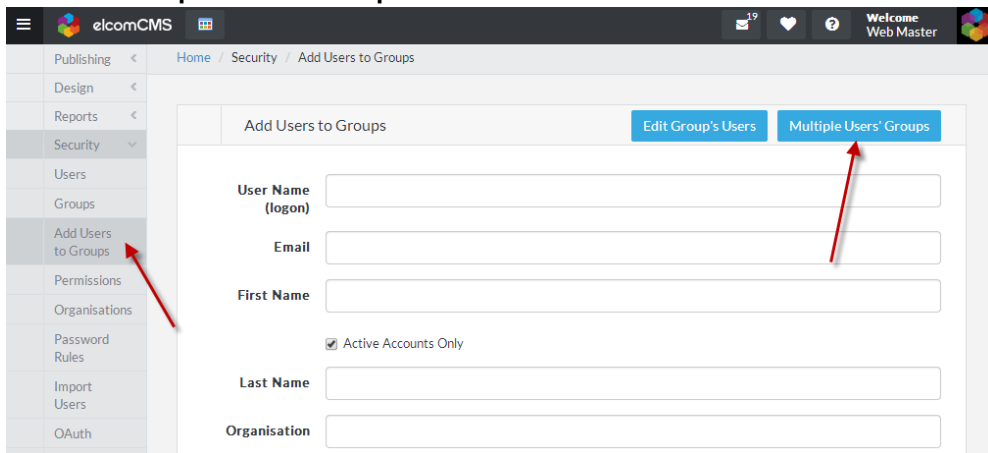 elcomCMS
19
Welcome
Web Master
Publishing
Home / Security / Add Users to Groups
Design
Reports
Add Users to Groups
Edit Group's Users
Multiple Users' Groups
Security
Users
Groups
Add Users
to Groups
Permissions
Organisations
Password
Rules
Import
Users
OAuth
User Name
(logon)
Email
First Name
Active Accounts Only
Last Name
Organisation